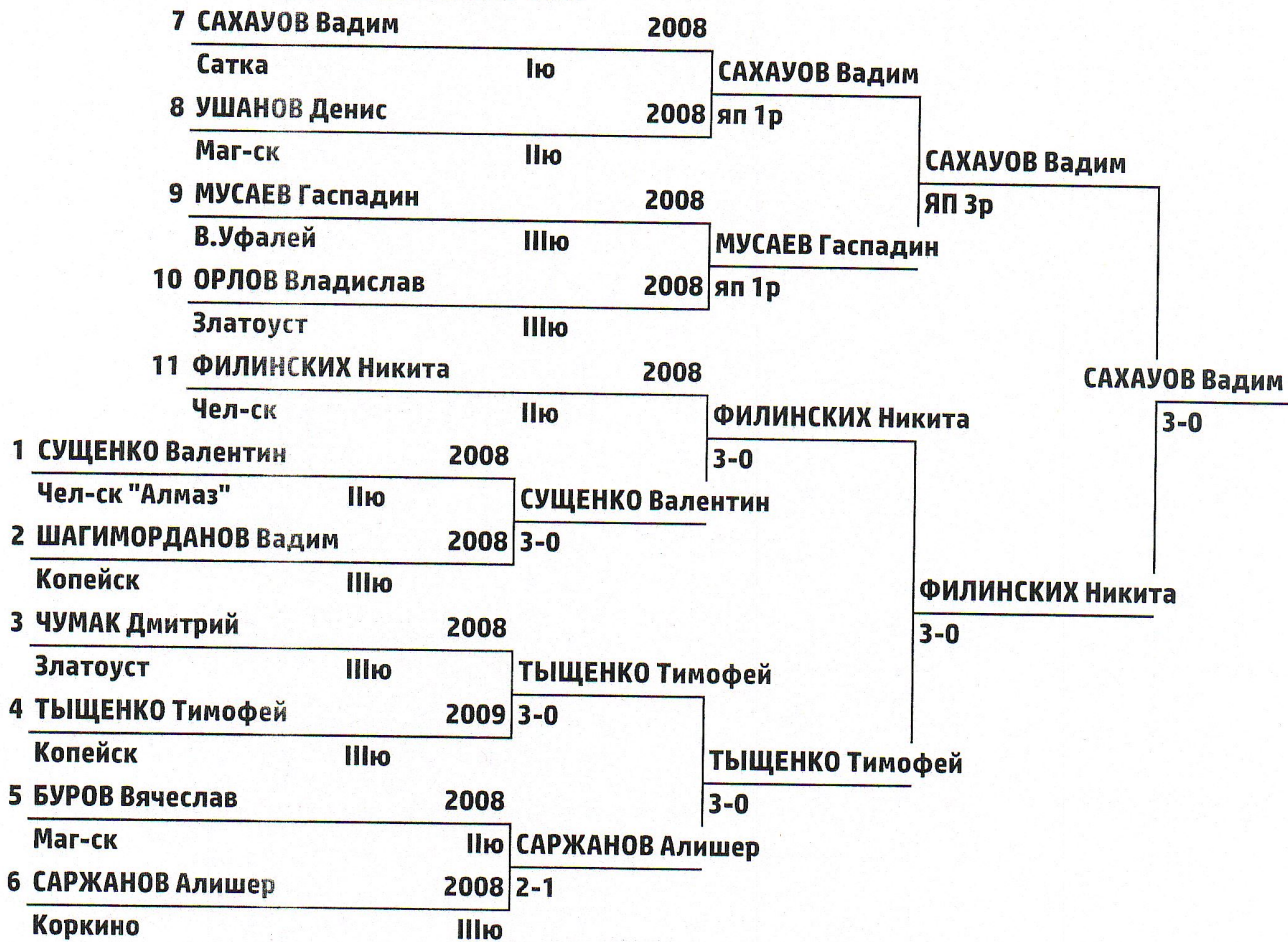 7 САХАУОВ Вадим 2008
Сатка Iю САХАУОВ Вадим
8 УШАНОВ Денис 2008 яп 1р
Маг-ск IIю САХАУОВ Вадим
9 МУСАЕВ Гаспадин 2008 ЯП 3р
В.Уфалей IIIю МУСАЕВ Гаспадин
10 ОРЛОВ Владислав 2008 яп 1р
Златоуст IIIю
11 ФИЛИНСКИХ Никита 2008 САХАУОВ Вадим
Чел-ск IIю ФИЛИНСКИХ Никита 3-0
1 СУЩЕНКО Валентин 2008 3-0
Чел-ск "Алмаз" IIю СУЩЕНКО Валентин
2 ШАГИМОРДАНОВ Вадим 2008 3-0
Копейск IIIю ФИЛИНСКИХ Никита
3 ЧУМАК Дмитрий 2008 3-0
Златоуст IIIю ТЫЩЕНКО Тимофей
4 ТЫЩЕНКО Тимофей 2009 3-0
Копейск IIIю ТЫЩЕНКО Тимофей
5 БУРОВ Вячеслав 2008 3-0
Маг-ск IIю САРЖАНОВ Алишер
6 САРЖАНОВ Алишер 2008 2-1
Коркино IIIю